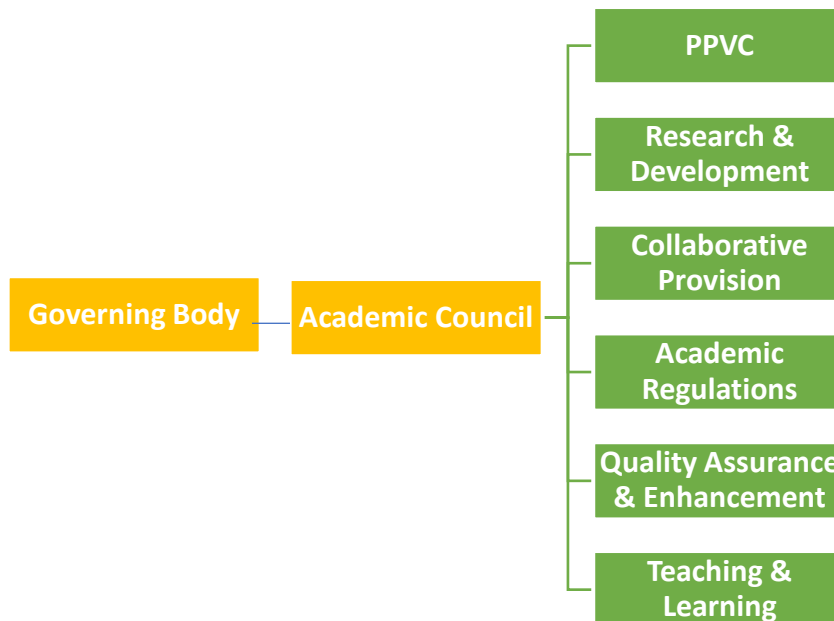 Governing Body
Academic Council
PPVC
Research &
Development
Collaborative
Provision
Academic
Regulations
Quality Assurance
& Enhancement
Teaching &
Learning